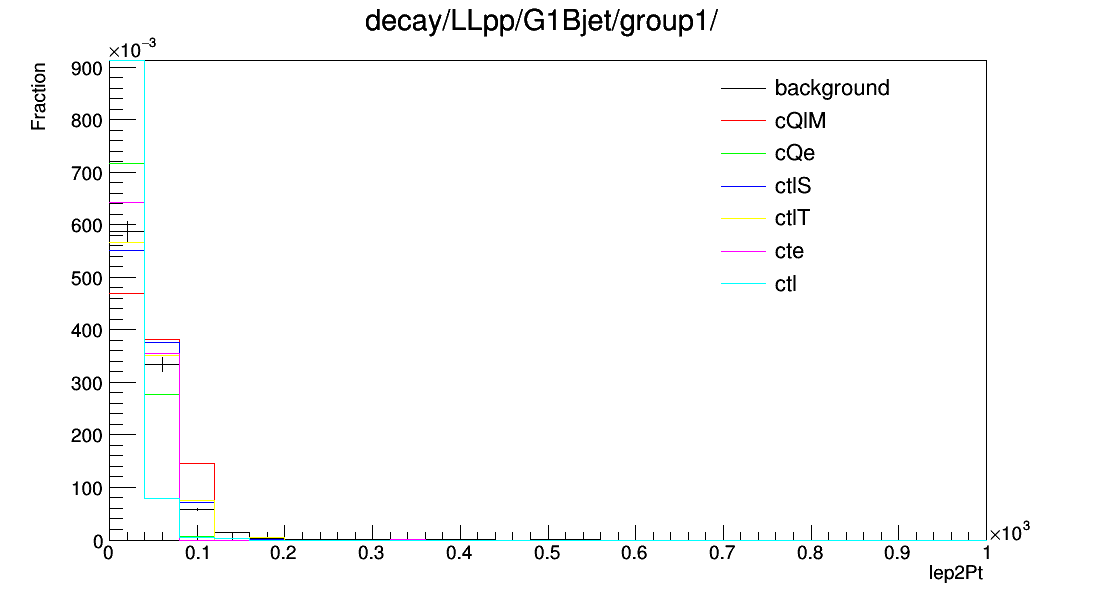 decay/LLpp/G1Bjet/group1/
×10⁻³
Fraction
900
800
700
600
500
400
300
200
100
0
background
cQlM
cQe
ctlS
ctlT
cte
ctl
0 0.1 0.2 0.3 0.4 0.5 0.6 0.7 0.8 0.9 1
×10³
lep2Pt